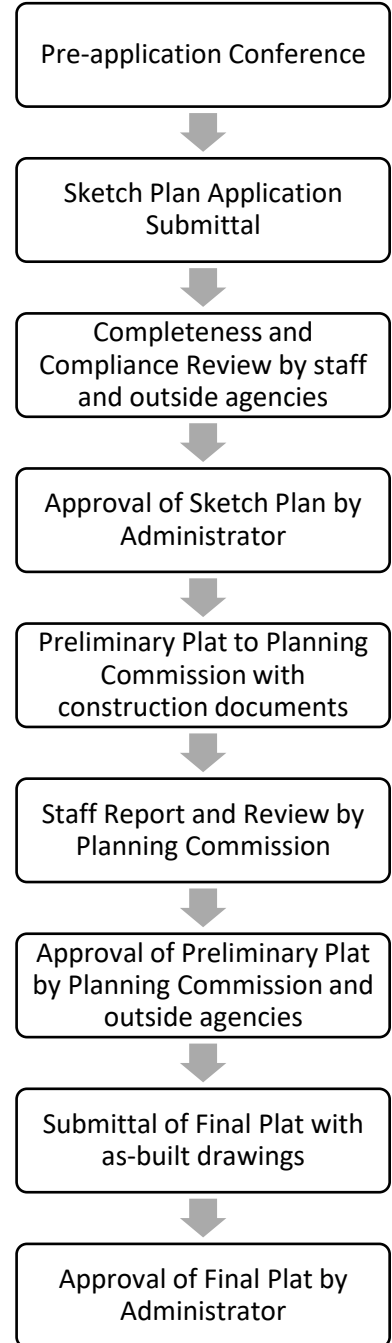 Pre-application Conference
Sketch Plan Application
Submittal
Completeness and
Compliance Review by staff
and outside agencies
Approval of Sketch Plan by
Administrator
Preliminary Plat to Planning
Commission with
construction documents
Staff Report and Review by
Planning Commission
Approval of Preliminary Plat
by Planning Commission and
outside agencies
Submittal of Final Plat with
as-built drawings
Approval of Final Plat by
Administrator